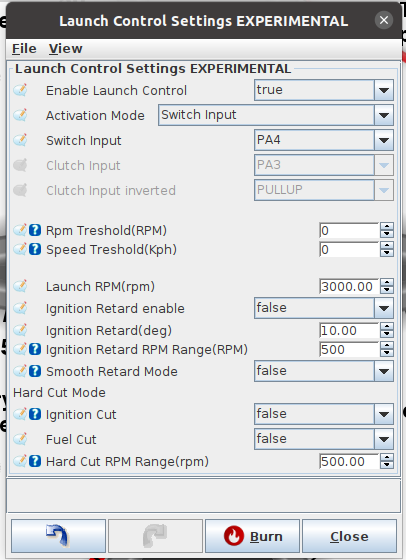 Launch Control Settings EXPERIMENTAL
File View
Launch Control Settings EXPERIMENTAL
Enable Launch Control true
Activation Mode Switch Input
Switch Input PA4
Clutch Input PA3
Clutch Input inverted PULLUP
Rpm Treshold(RPM) 0
Speed Treshold(Kph) 0
Launch RPM(rpm) 3000.00
Ignition Retard enable false
Ignition Retard(deg) 10.00
Ignition Retard RPM Range(RPM) 500
Smooth Retard Mode false
Hard Cut Mode
Ignition Cut false
Fuel Cut false
Hard Cut RPM Range(rpm) 500.00
Burn Close